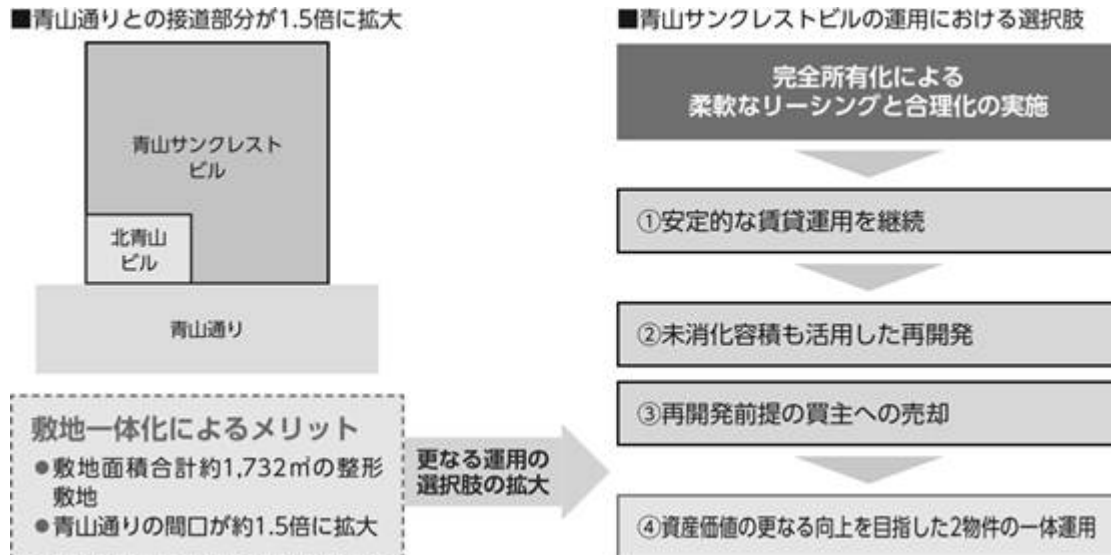 ■青山通りとの接道部分が1.5倍に拡大
青山サンクレスト
ビル
北青山
ビル
青山通り
敷地一体化によるメリット
●敷地面積合計約1,732㎡の整形
敷地
●青山通りの間口が約1.5倍に拡大
更なる運用の
選択肢の拡大
■青山サンクレストビルの運用における選択肢
完全所有化による
柔軟なリーシングと合理化の実施
①安定的な賃貸運用を継続
②未消化容積も活用した再開発
③再開発前提の買主への売却
④資産価値の更なる向上を目指した2物件の一体運用